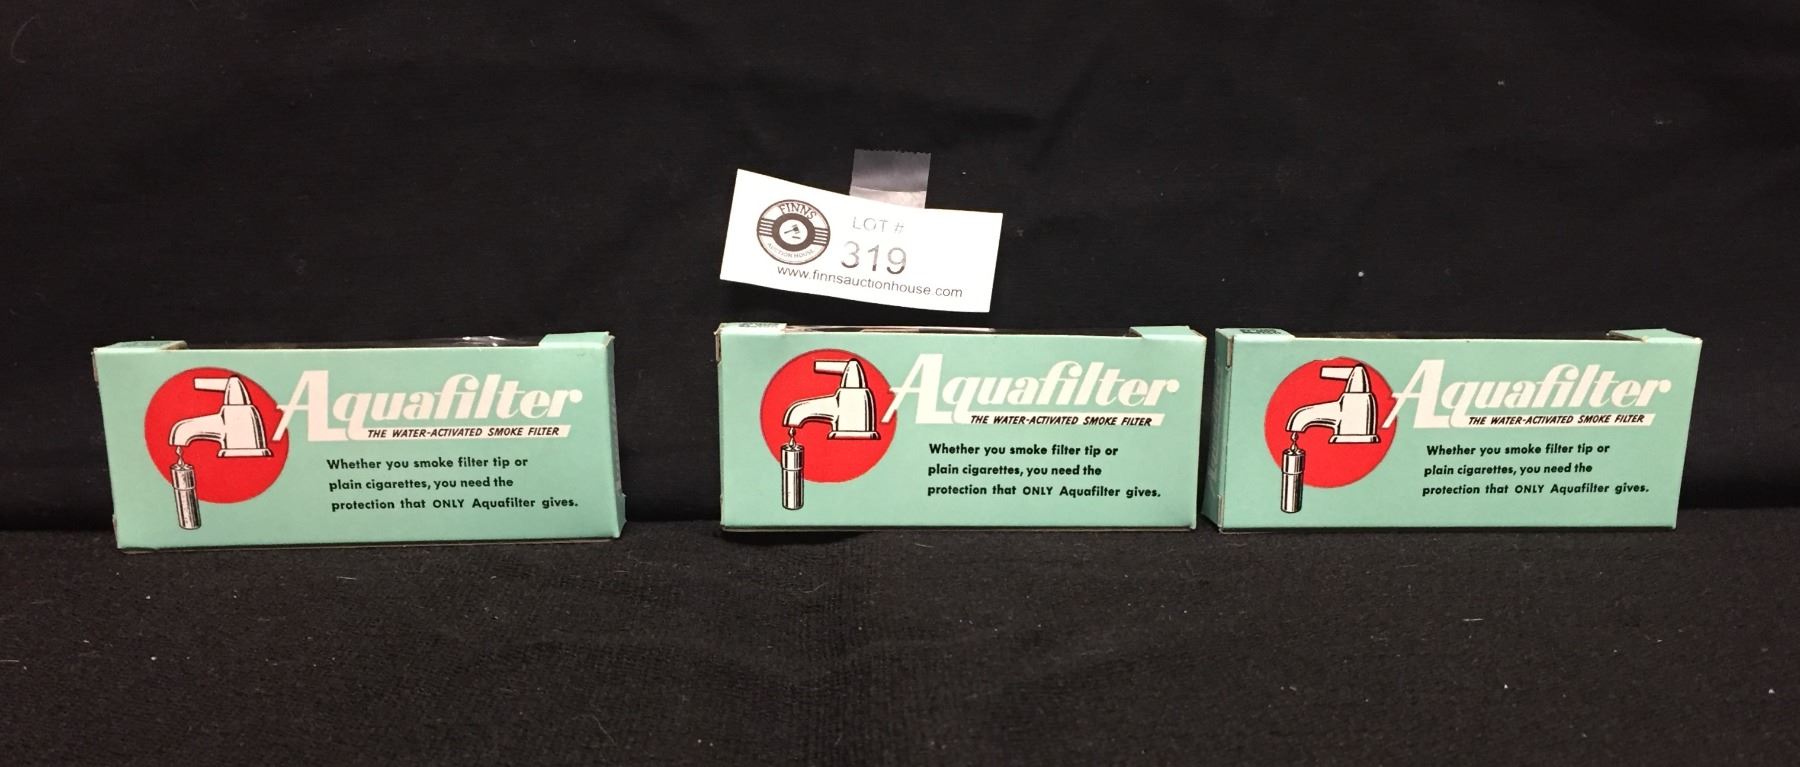 FINNS
AUCTION HOUSE
LOT #
319
www.finnsauctionhouse.com
Aquafilter
THE WATER-ACTIVATED SMOKE FILTER
Whether you smoke filter tip or
plain cigarettes, you need the
protection that ONLY Aquafilter gives.
Aquafilter
THE WATER-ACTIVATED SMOKE FILTER
Whether you smoke filter tip or
plain cigarettes, you need the
protection that ONLY Aquafilter gives.
Aquafilter
THE WATER-ACTIVATED SMOKE FILTER
Whether you smoke filter tip or
plain cigarettes, you need the
protection that ONLY Aquafilter gives.